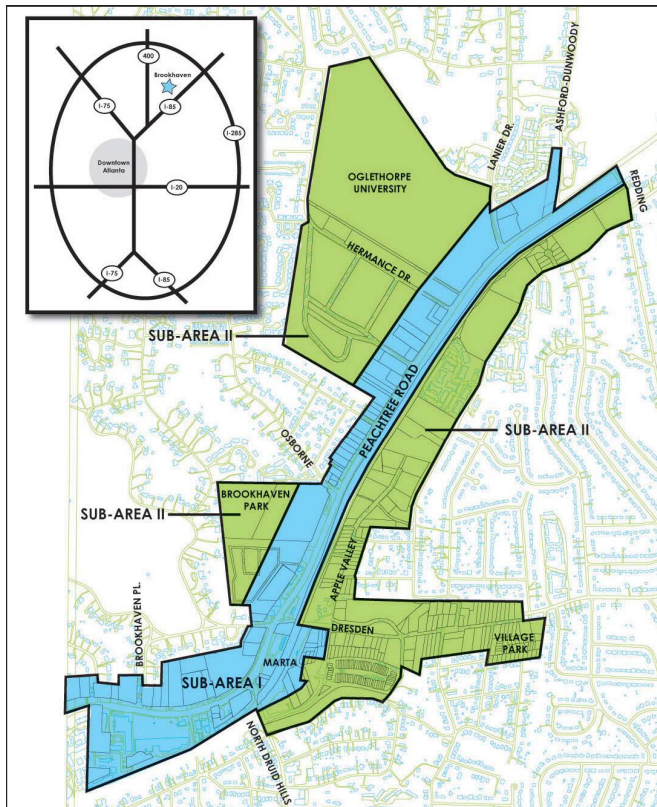 400
Brookhaven
I-75
I-85
I-285
Downtown
Atlanta
I-20
I-75
I-85
ASHFORD-DUNWOODY
LANIER DR.
REDDING
OGLETHORPE
UNIVERSITY
HERMANCE DR.
SUB-AREA II
PEACHTREE ROAD
OSBORNE
SUB-AREA II
BROOKHAVEN
PARK
SUB-AREA II
APPLE VALLEY
BROOKHAVEN PL.
DRESDEN
VILLAGE
PARK
MARTA
SUB-AREA I
NORTH DRUID HILLS